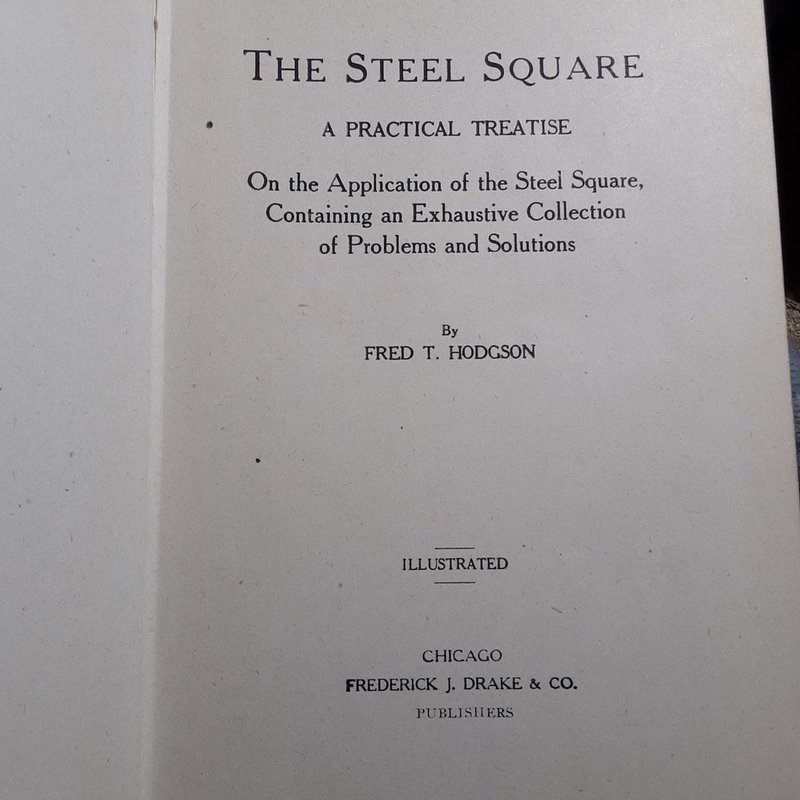 THE STEEL SQUARE
A PRACTICAL TREATISE
On the Application of the Steel Square,
Containing an Exhaustive Collection
of Problems and Solutions
By
FRED T. HODGSON
ILLUSTRATED
CHICAGO
FREDERICK J. DRAKE & CO.
PUBLISHERS